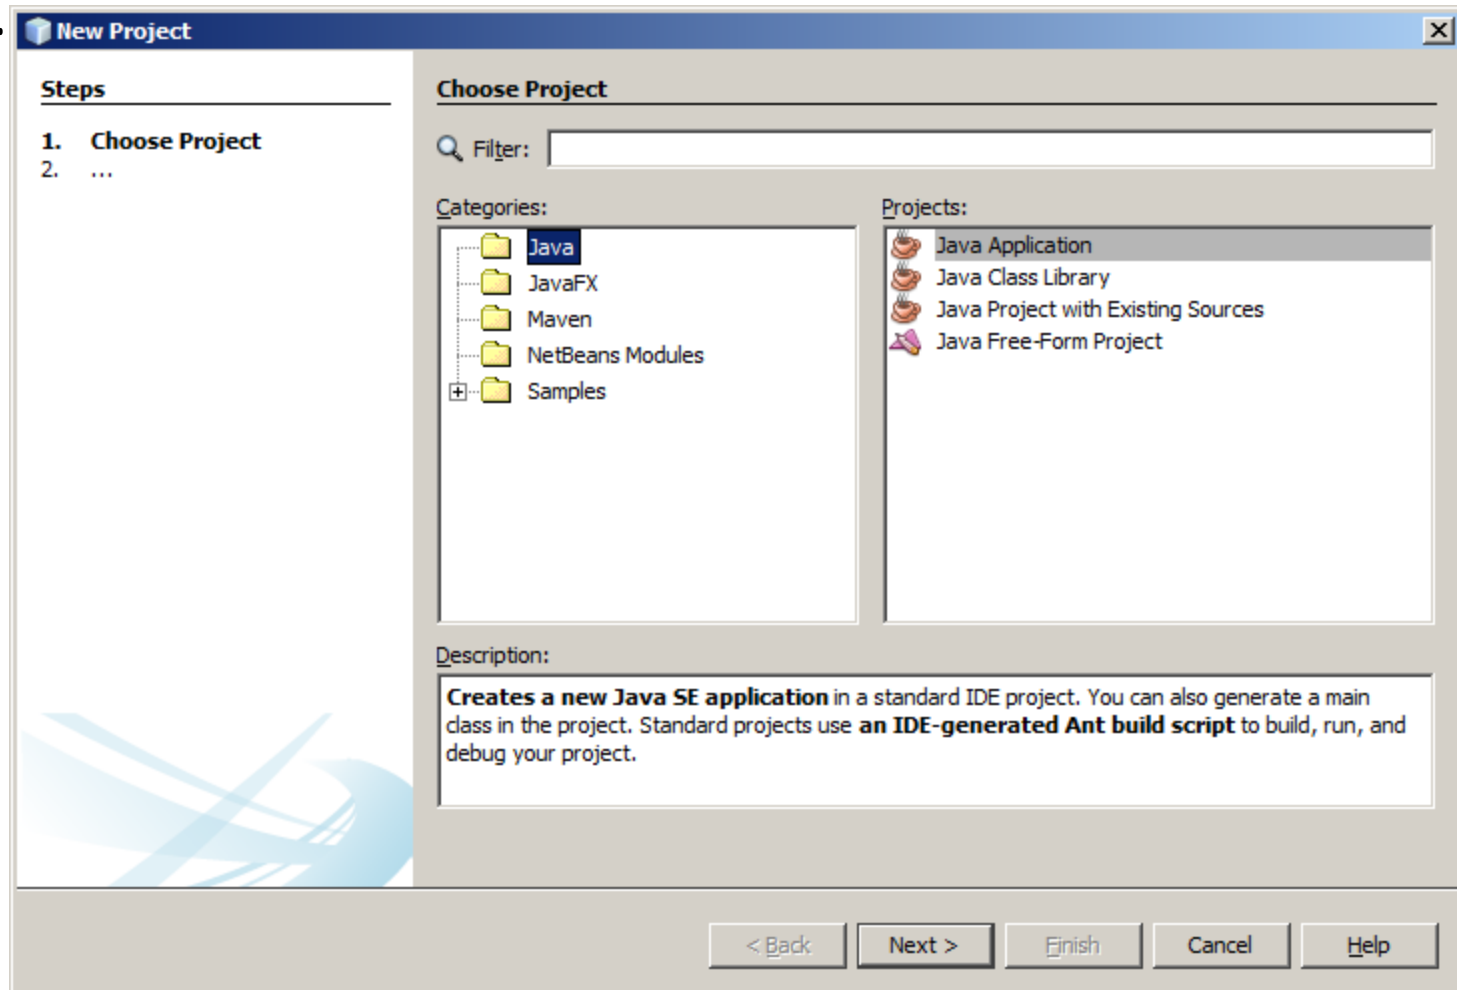 New Project
Steps
1. Choose Project
2. ...
Choose Project
Filter:
Categories:
Java
JavaFX
Maven
NetBeans Modules
Samples
Projects:
Java Application
Java Class Library
Java Project with Existing Sources
Java Free-Form Project
Description:
Creates a new Java SE application in a standard IDE project. You can also generate a main
class in the project. Standard projects use an IDE-generated Ant build script to build, run, and
debug your project.
< Back Next > Finish Cancel Help